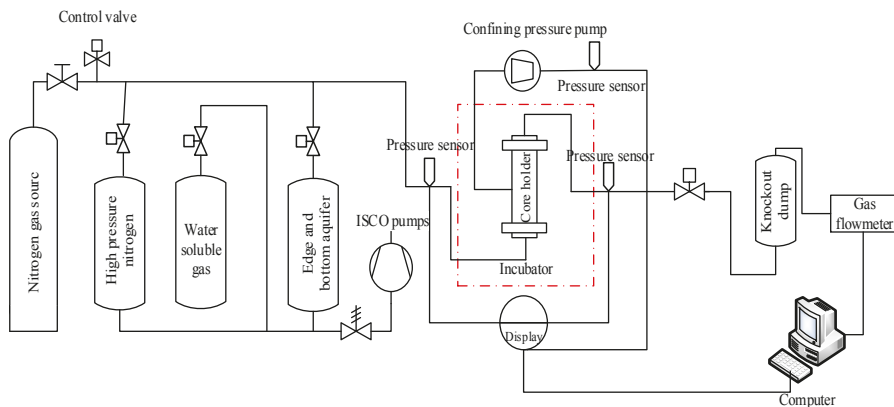 Control valve
Confining pressure pump
Pressure sensor
Pressure sensor
Pressure sensor
Nitrogen gas sourc
High pressure
nitrogen
Water
soluble
gas
Edge and
bottom aquifer
ISCO pumps
Core holder
Incubator
Knockout
dump
Gas
flowmeter
Display
Computer